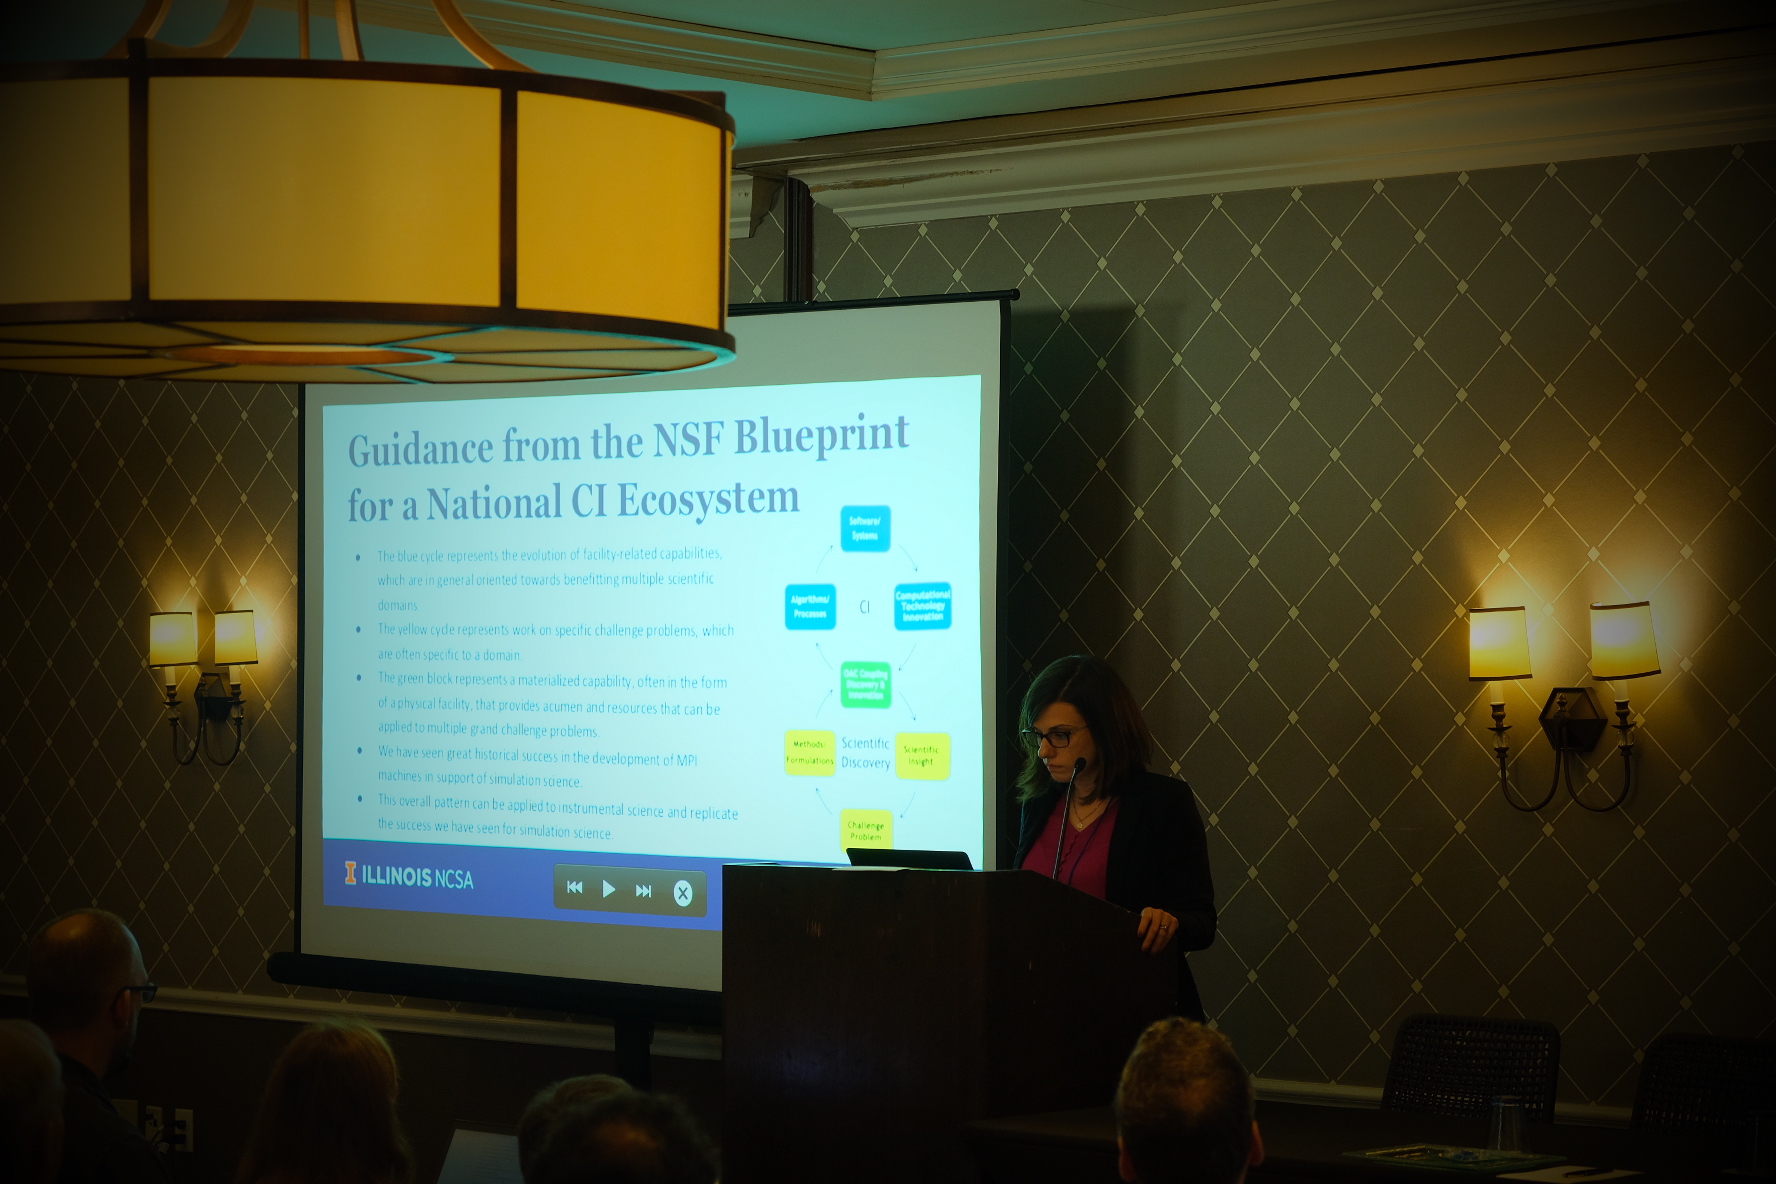 Guidance from the NSF Blueprint
for a National CI Ecosystem
The blue cycle represents the evolution of facility-related capabilities,
which are in general oriented towards benefitting multiple scientific
domains.
The yellow cycle represents work on specific challenge problems, which
are often specific to a domain.
The green block represents a materialized capability, often in the form
of a physical facility, that provides acumen and resources that can be
applied to multiple grand challenge problems.
We have seen great historical success in the development of MPI
machines in support of simulation science.
This overall pattern can be applied to instrumental science and replicate
the success we have seen for simulation science.
Software/
Systems
Algorithms/
Processes
CI
Computational
Technology
Innovation
OAC Coupling
Discovery &
Innovation
Methods/
Formulations
Scientific
Discovery
Scientific
Insight
Challenge
Problem
I ILLINOIS NCSA